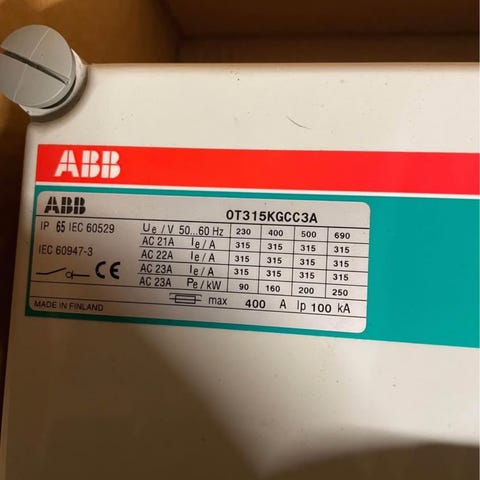 ABB
ABB OT315KGCC3A
IP 65 IEC 60529 Ue / V 50...60 Hz 230 400 500 690
AC 21A Ie / A 315 315 315 315
IEC 60947-3 AC 22A Ie / A 315 315 315 315
AC 23A Ie / A 315 315 315 315
CE AC 23A Pe / kW 90 160 200 250
MADE IN FINLAND max 400 A Ip 100 kA